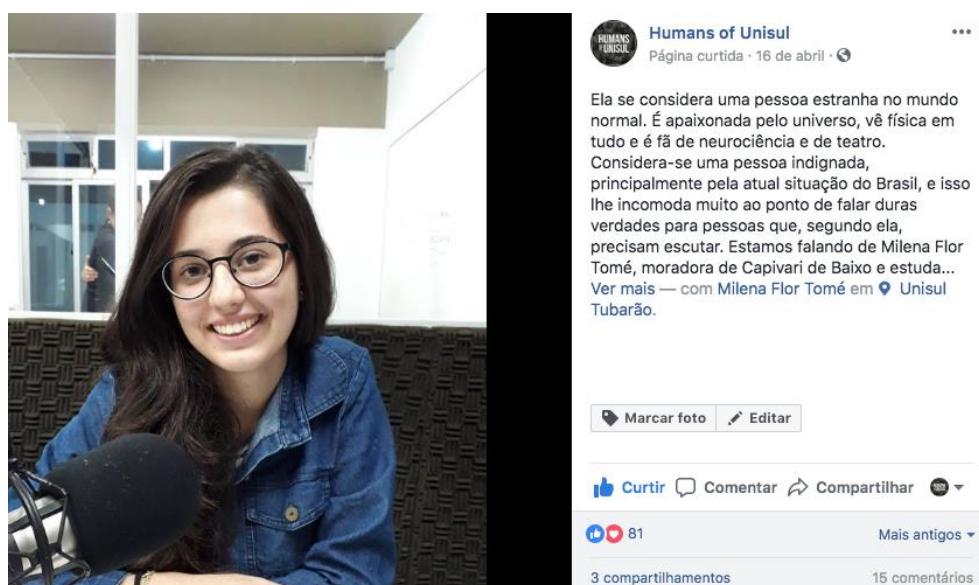 HUMANS
OF UNISUL
Humans of Unisul
Página curtida · 16 de abril ·
Ela se considera uma pessoa estranha no mundo
normal. É apaixonada pelo universo, vê física em
tudo e é fã de neurociência e de teatro.
Considera-se uma pessoa indignada,
principalmente pela atual situação do Brasil, e isso
lhe incomoda muito ao ponto de falar duras
verdades para pessoas que, segundo ela,
precisam escutar. Estamos falando de Milena Flor
Tomé, moradora de Capivari de Baixo e estuda...
Ver mais — com Milena Flor Tomé em Unisul
Tubarão.
Marcar foto Editar
Curtir Comentar Compartilhar
81 Mais antigos
3 compartilhamentos 15 comentários